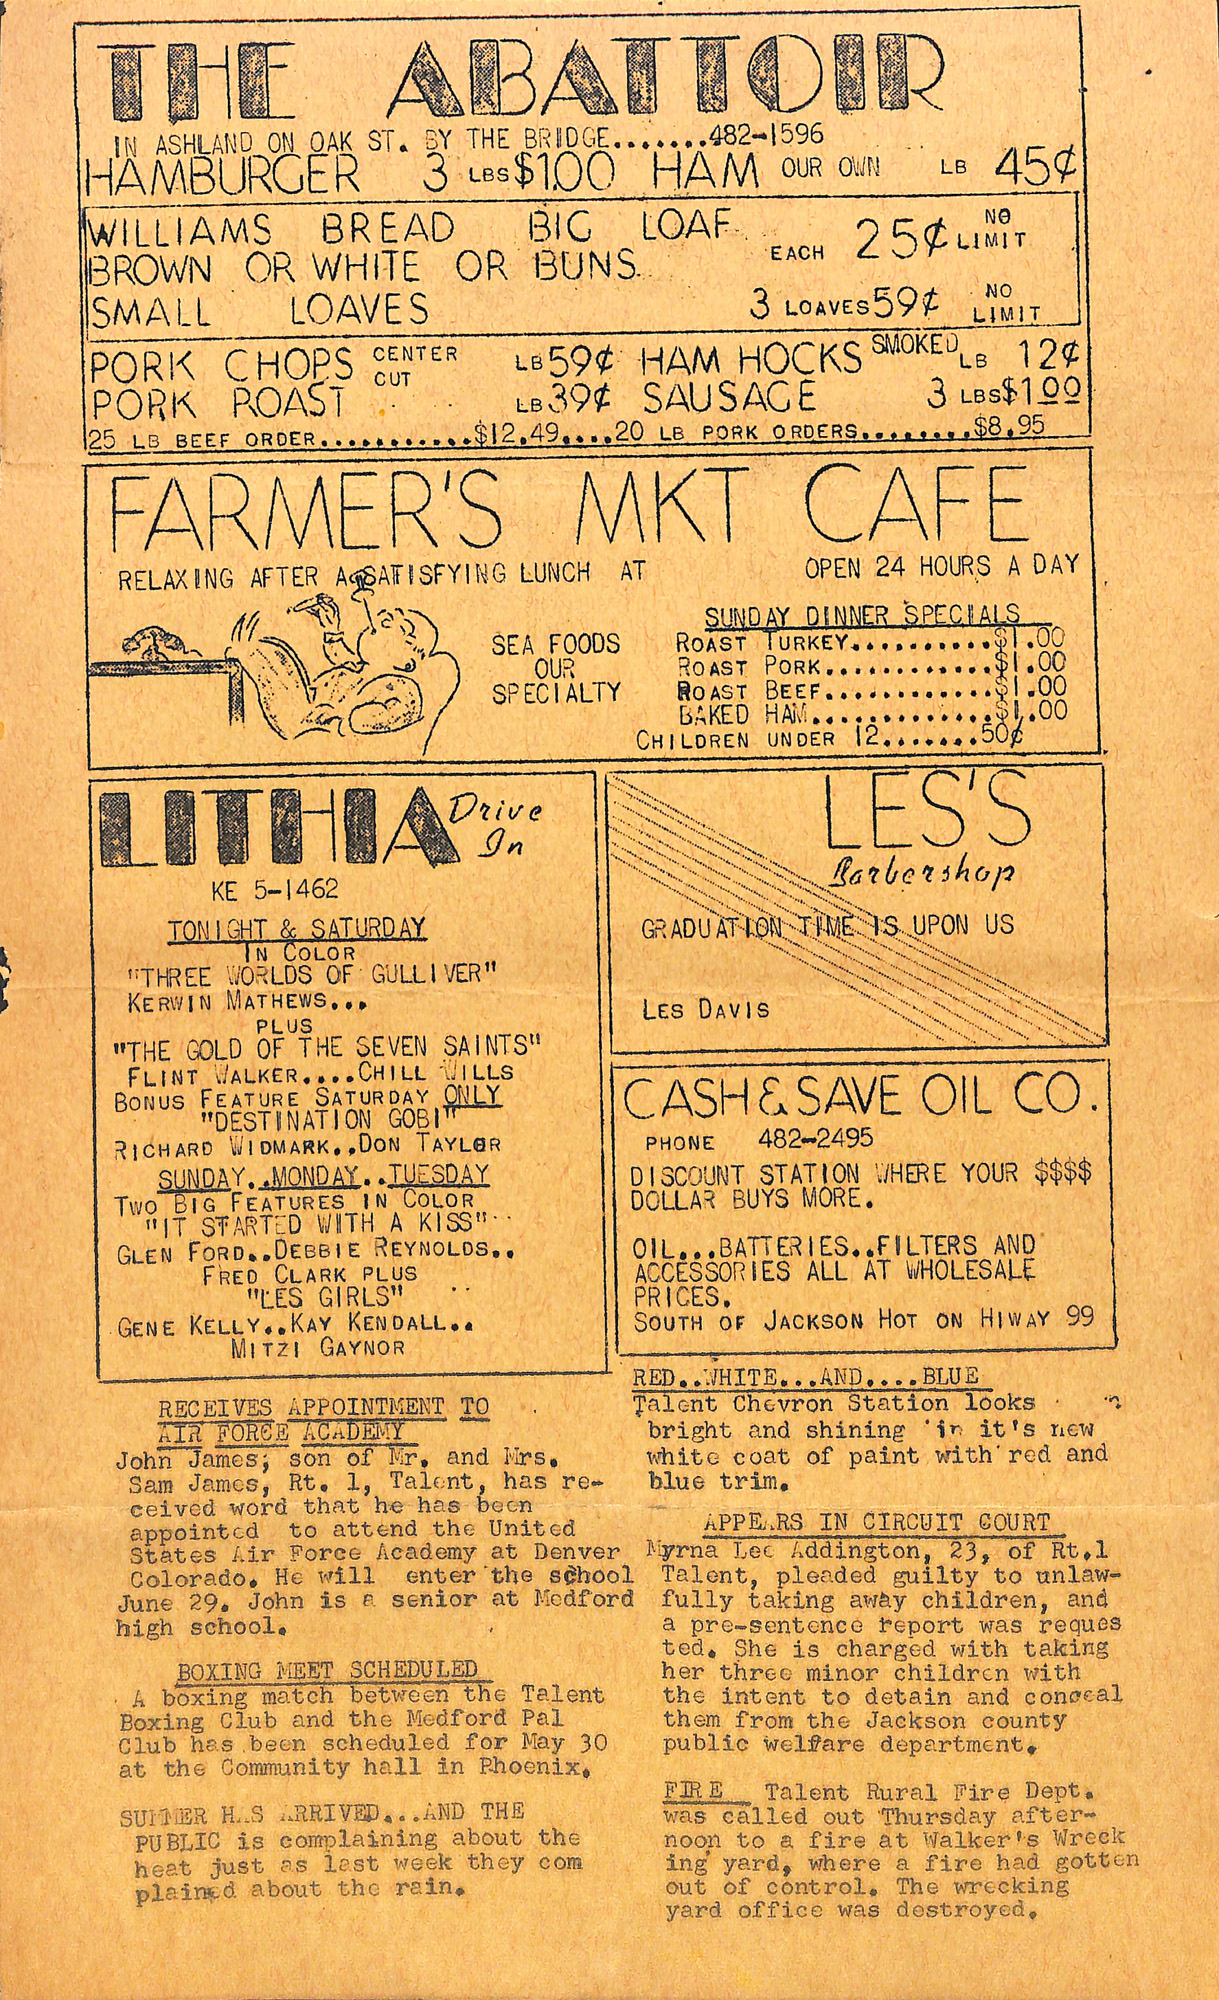 THE ABATTOIR
IN ASHLAND ON OAK ST. BY THE BRIDGE.......482-1596
HAMBURGER 3 LBS $1.00 HAM OUR OWN LB 45¢
WILLIAMS BREAD BIG LOAF EACH 25¢ NO LIMIT
BROWN OR WHITE OR BUNS
SMALL LOAVES 3 LOAVES 59¢ NO LIMIT
PORK CHOPS CENTER CUT LB 59¢ HAM HOCKS SMOKED LB 12¢
PORK ROAST LB 39¢ SAUSAGE 3 LBS $1.00
25 LB BEEF ORDER...........$12.49....20 LB PORK ORDERS........$8.95
FARMER'S MKT CAFE
RELAXING AFTER A SATISFYING LUNCH AT
OPEN 24 HOURS A DAY
SEA FOODS
OUR
SPECIALTY
SUNDAY DINNER SPECIALS
ROAST TURKEY..........$1.00
ROAST PORK............$1.00
ROAST BEEF............$1.00
BAKED HAM.............$1.00
CHILDREN UNDER 12.......50¢
LITHIA Drive In
KE 5-1462
TONIGHT & SATURDAY
IN COLOR
"THREE WORLDS OF GULLIVER"
KERWIN MATHEWS...
PLUS
"THE GOLD OF THE SEVEN SAINTS"
FLINT WALKER....CHILL WILLS
BONUS FEATURE SATURDAY ONLY
"DESTINATION GOBI"
RICHARD WIDMARK..DON TAYLOR
SUNDAY..MONDAY..TUESDAY
TWO BIG FEATURES IN COLOR
"IT STARTED WITH A KISS"
GLEN FORD..DEBBIE REYNOLDS..
FRED CLARK PLUS
"LES GIRLS"
GENE KELLY..KAY KENDALL..
MITZI GAYNOR
LES'S
Barbershop
GRADUATION TIME IS UPON US
LES DAVIS
CASH & SAVE OIL CO.
PHONE 482-2495
DISCOUNT STATION WHERE YOUR $$$$
DOLLAR BUYS MORE.
OIL...BATTERIES..FILTERS AND
ACCESSORIES ALL AT WHOLESALE
PRICES.
SOUTH OF JACKSON HOT ON HIWAY 99
RECEIVES APPOINTMENT TO
AIR FORCE ACADEMY
John James; son of Mr. and Mrs.
Sam James, Rt. 1, Talent, has re-
ceived word that he has been
appointed to attend the United
States Air Force Academy at Denver
Colorado. He will enter the school
June 29. John is a senior at Medford
high school.
BOXING MEET SCHEDULED
A boxing match between the Talent
Boxing Club and the Medford Pal
Club has been scheduled for May 30
at the Community hall in Phoenix.
SUMMER HAS ARRIVED...AND THE
PUBLIC is complaining about the
heat just as last week they com
plained about the rain.
RED..WHITE...AND....BLUE
Talent Chevron Station looks
bright and shining in it's new
white coat of paint with red and
blue trim.
APPEARS IN CIRCUIT COURT
Myrna Lee Addington, 23, of Rt.1
Talent, pleaded guilty to unlaw-
fully taking away children, and
a pre-sentence report was reques
ted. She is charged with taking
her three minor children with
the intent to detain and conceal
them from the Jackson county
public welfare department.
FIRE Talent Rural Fire Dept.
was called out Thursday after-
noon to a fire at Walker's Wreck
ing yard, where a fire had gotten
out of control. The wrecking
yard office was destroyed.